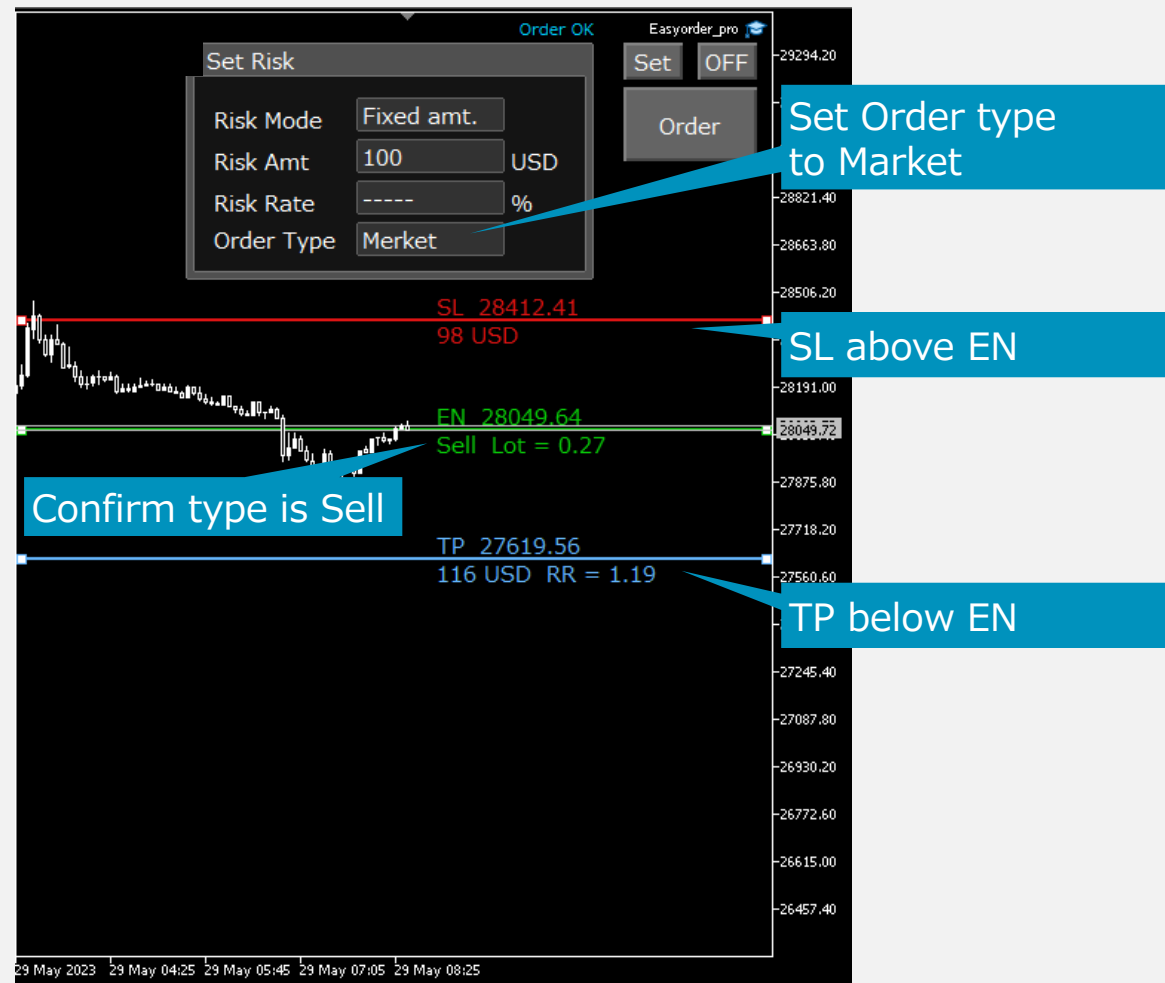 Order OK
Easyorder_pro
Set Risk
Set
OFF
Order
Risk Mode
Fixed amt.
Risk Amt
100
USD
Risk Rate
-----
%
Order Type
Merket
Set Order type
to Market
SL 28412.41
98 USD
SL above EN
EN 28049.64
Sell Lot = 0.27
Confirm type is Sell
TP 27619.56
116 USD RR = 1.19
TP below EN
29294.20
28821.40
28663.80
28506.20
28191.00
28049.72
27875.80
27718.20
27560.60
27245.40
27087.80
26930.20
26772.60
26615.00
26457.40
29 May 2023
29 May 04:25
29 May 05:45
29 May 07:05
29 May 08:25